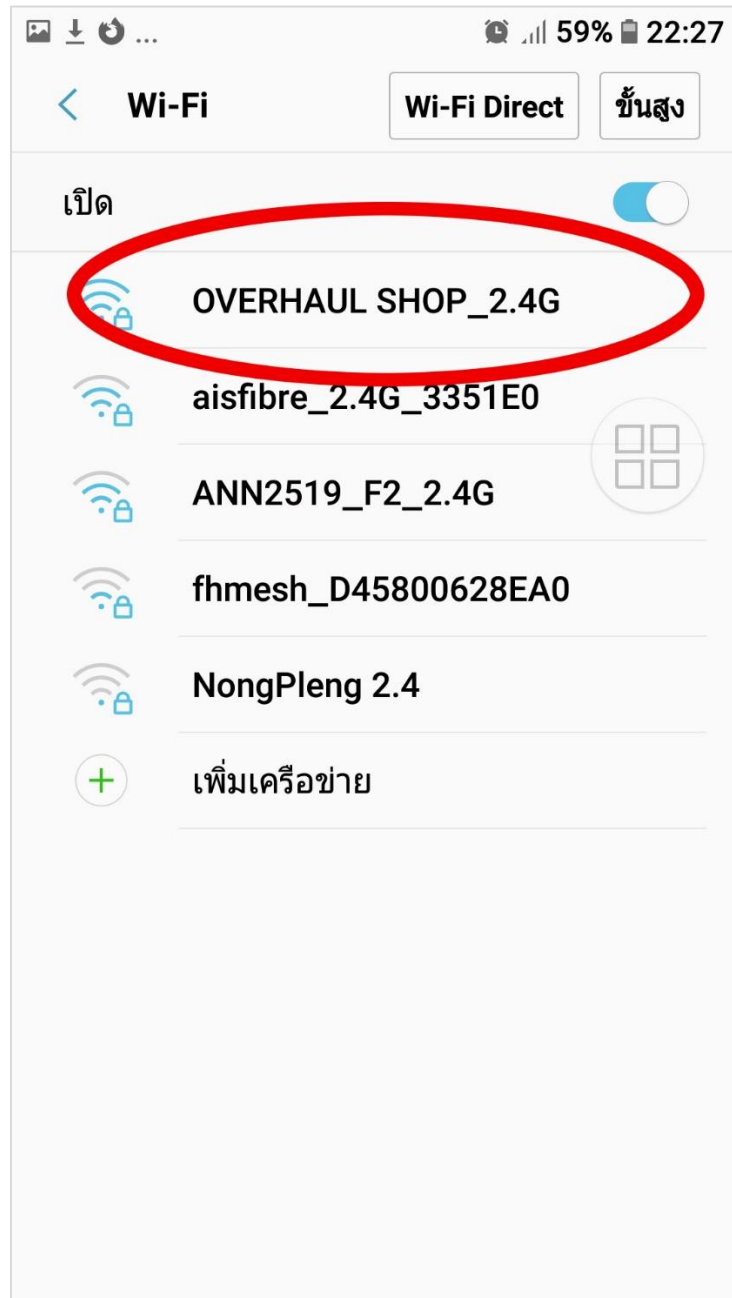 ... 59% 22:27
Wi-Fi Wi-Fi Direct ขั้นสูง
เปิด
OVERHAUL SHOP_2.4G
aisfibre_2.4G_3351E0
ANN2519_F2_2.4G
fhmesh_D45800628EA0
NongPleng 2.4
เพิ่มเครือข่าย